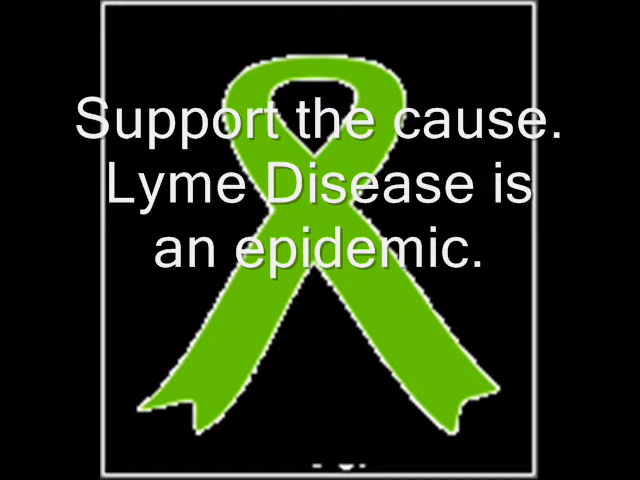 Support the cause.
Lyme Disease is
an epidemic.